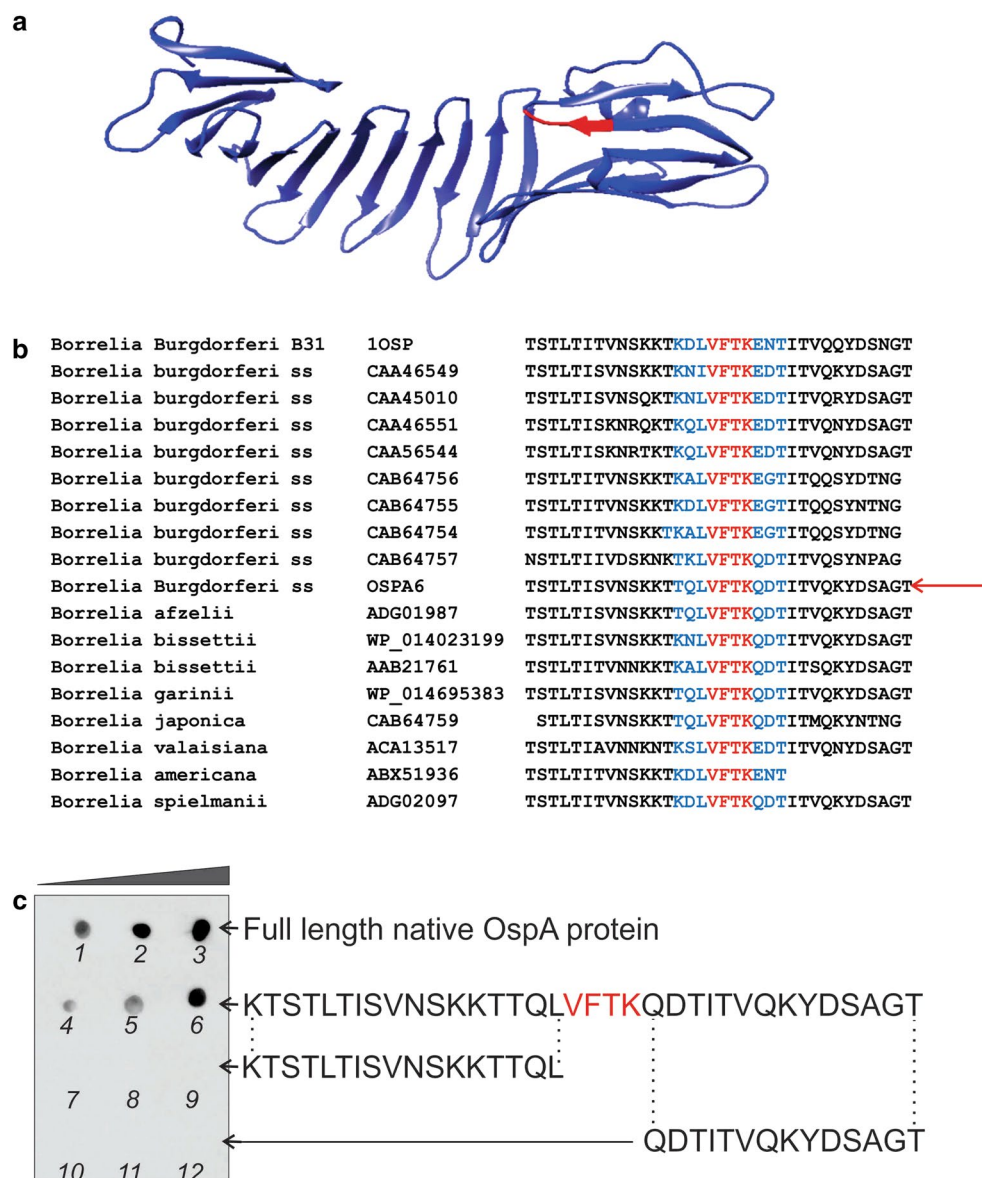 a
b
Borrelia Burgdorferi B31 1OSP TSTLTITVNSKKTKDLVFTKENTITVQQYDSNGT
Borrelia burgdorferi ss CAA46549 TSTLTISVNSKKTKNIVFTKEDTITVQKYDSAGT
Borrelia burgdorferi ss CAA45010 TSTLTISVNSQKTKNLVFTKEDTITVQRYDSAGT
Borrelia burgdorferi ss CAA46551 TSTLTISKNRQKTKQLVFTKEDTITVQNYDSAGT
Borrelia burgdorferi ss CAA56544 TSTLTISKNRTKTKQLVFTKEDTITVQNYDSAGT
Borrelia burgdorferi ss CAB64756 TSTLTITVNSKKTKALVFTKEGTITQQSYDTNG
Borrelia burgdorferi ss CAB64755 TSTLTITVNSKKTKDLVFTKEGTITQQSYNTNG
Borrelia burgdorferi ss CAB64754 TSTLTITVNSKKTKALVFTKEGTITQQSYDTNG
Borrelia burgdorferi ss CAB64757 NSTLTIIVDSKNKTKLVFTKQDTITVQSYNPAG
Borrelia Burgdorferi ss OSPA6 TSTLTISVNSKKTTQLVFTKQDTITVQKYDSAGT
Borrelia afzelii ADG01987 TSTLTISVNSKKTTQLVFTKQDTITVQKYDSAGT
Borrelia bissettii WP_014023199 TSTLTITVNSKKTKNLVFTKQDTITVQKYDSAGT
Borrelia bissettii AAB21761 TSTLTITVNNKKTKALVFTKQDTITSQKYDSAGT
Borrelia garinii WP_014695383 TSTLTISVNSKKTTQLVFTKQDTITVQKYDSAGT
Borrelia japonica CAB64759 STLTISVNSKKTTQLVFTKQDTITMQKYNTNG
Borrelia valaisiana ACA13517 TSTLTIAVNNKNTKSLVFTKEDTITVQNYDSAGT
Borrelia americana ABX51936 TSTLTITVNSKKTKDLVFTKENT
Borrelia spielmanii ADG02097 TSTLTITVNSKKTKDLVFTKQDTITVQKYDSAGT
c
Full length native OspA protein
1 2 3
KTSTLTISVNSKKTTQLVFTKQDTITVQKYDSAGT
4 5 6
KTSTLTISVNSKKTTQL
7 8 9
QDTITVQKYDSAGT
10 11 12